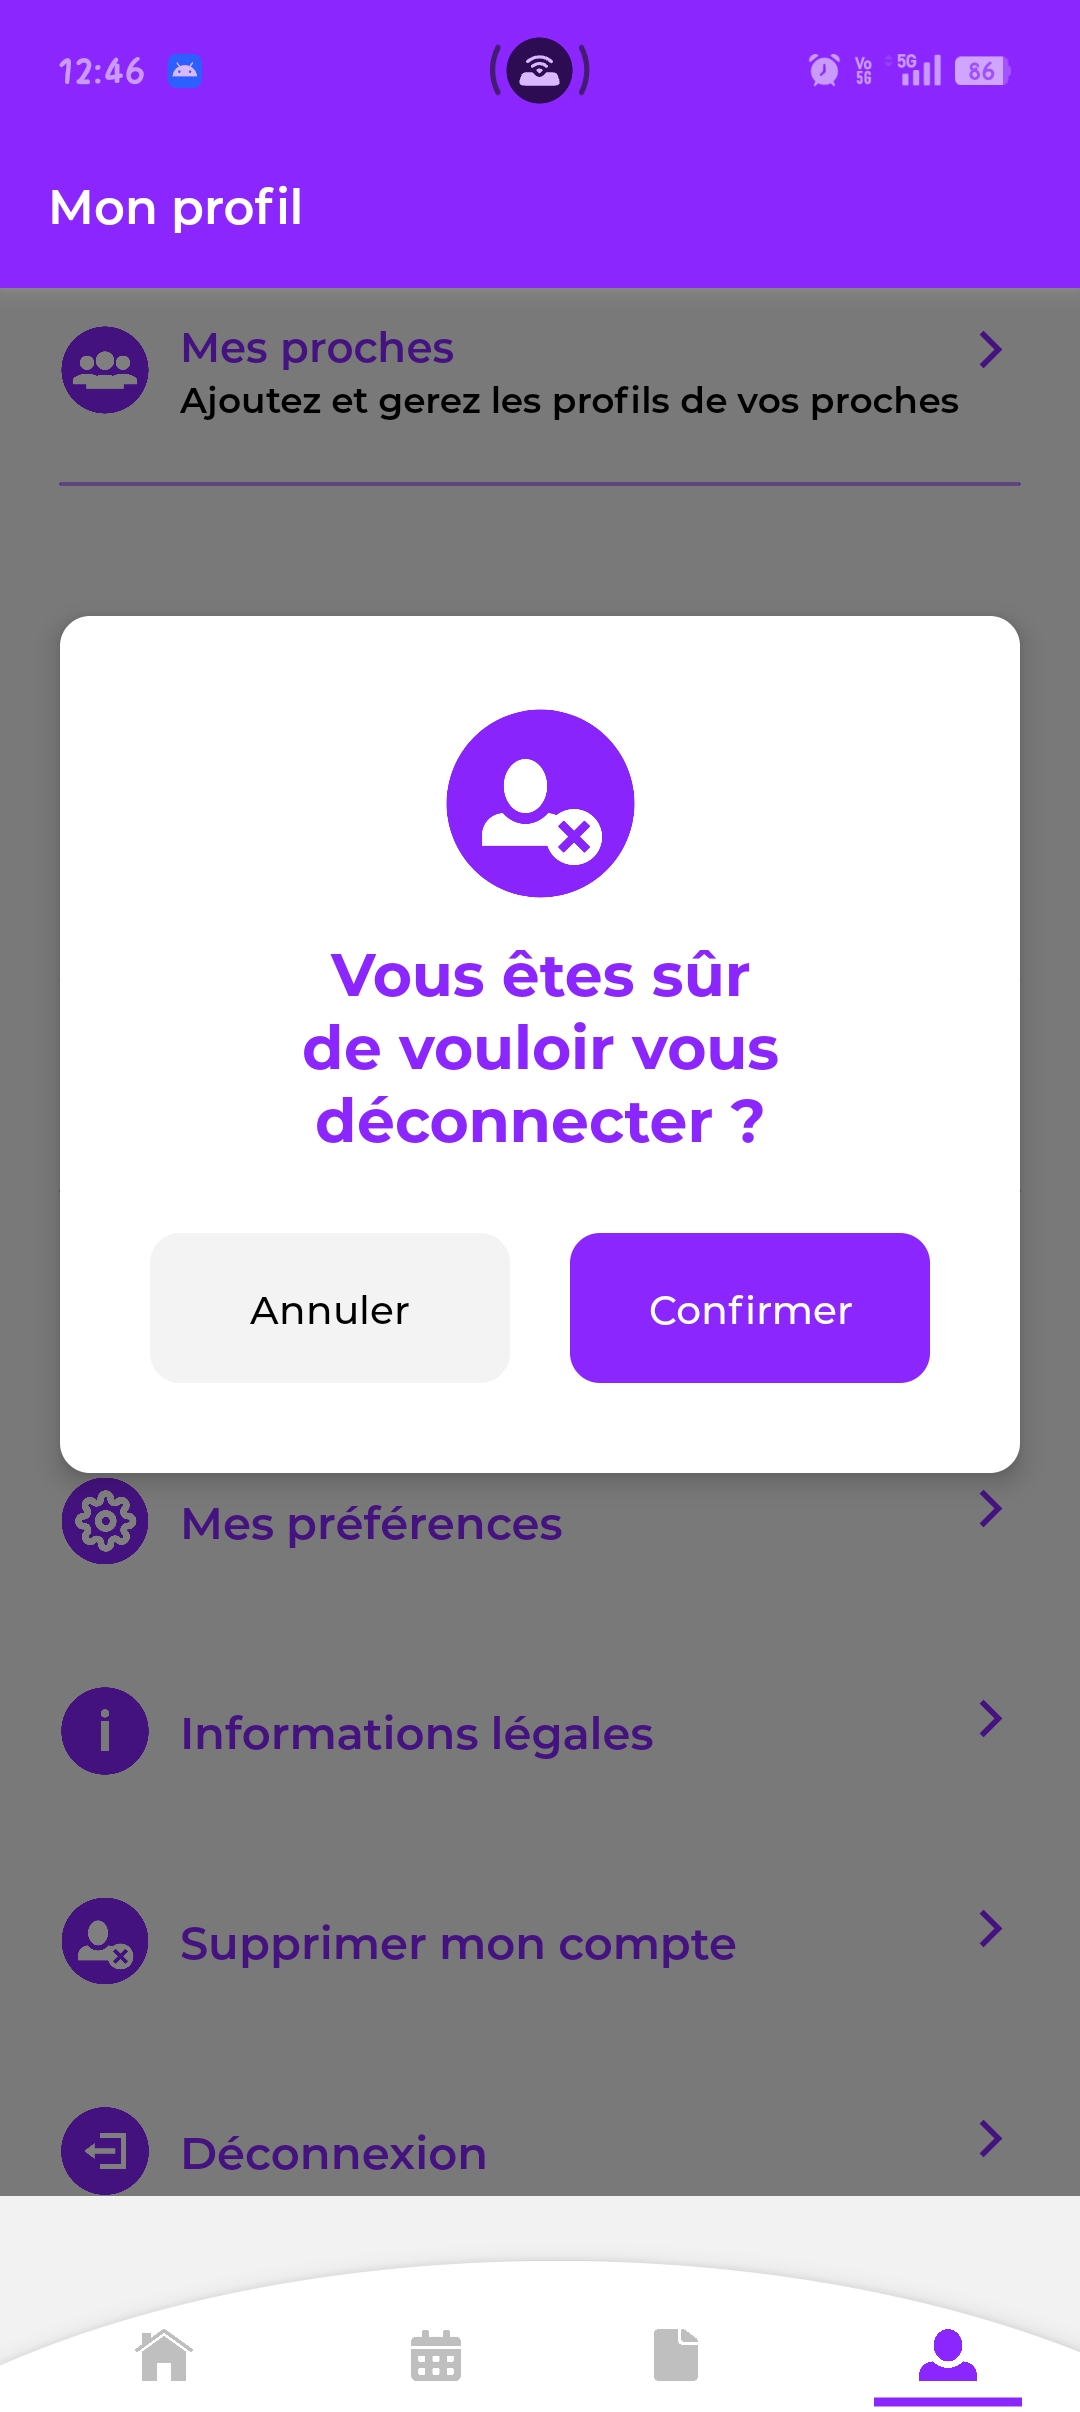 12:46
Vo 5G
5G
86
Mon profil
Mes proches
Ajoutez et gerez les profils de vos proches
Vous êtes sûr
de vouloir vous
déconnecter ?
Annuler
Confirmer
Mes préférences
Informations légales
Supprimer mon compte
Déconnexion